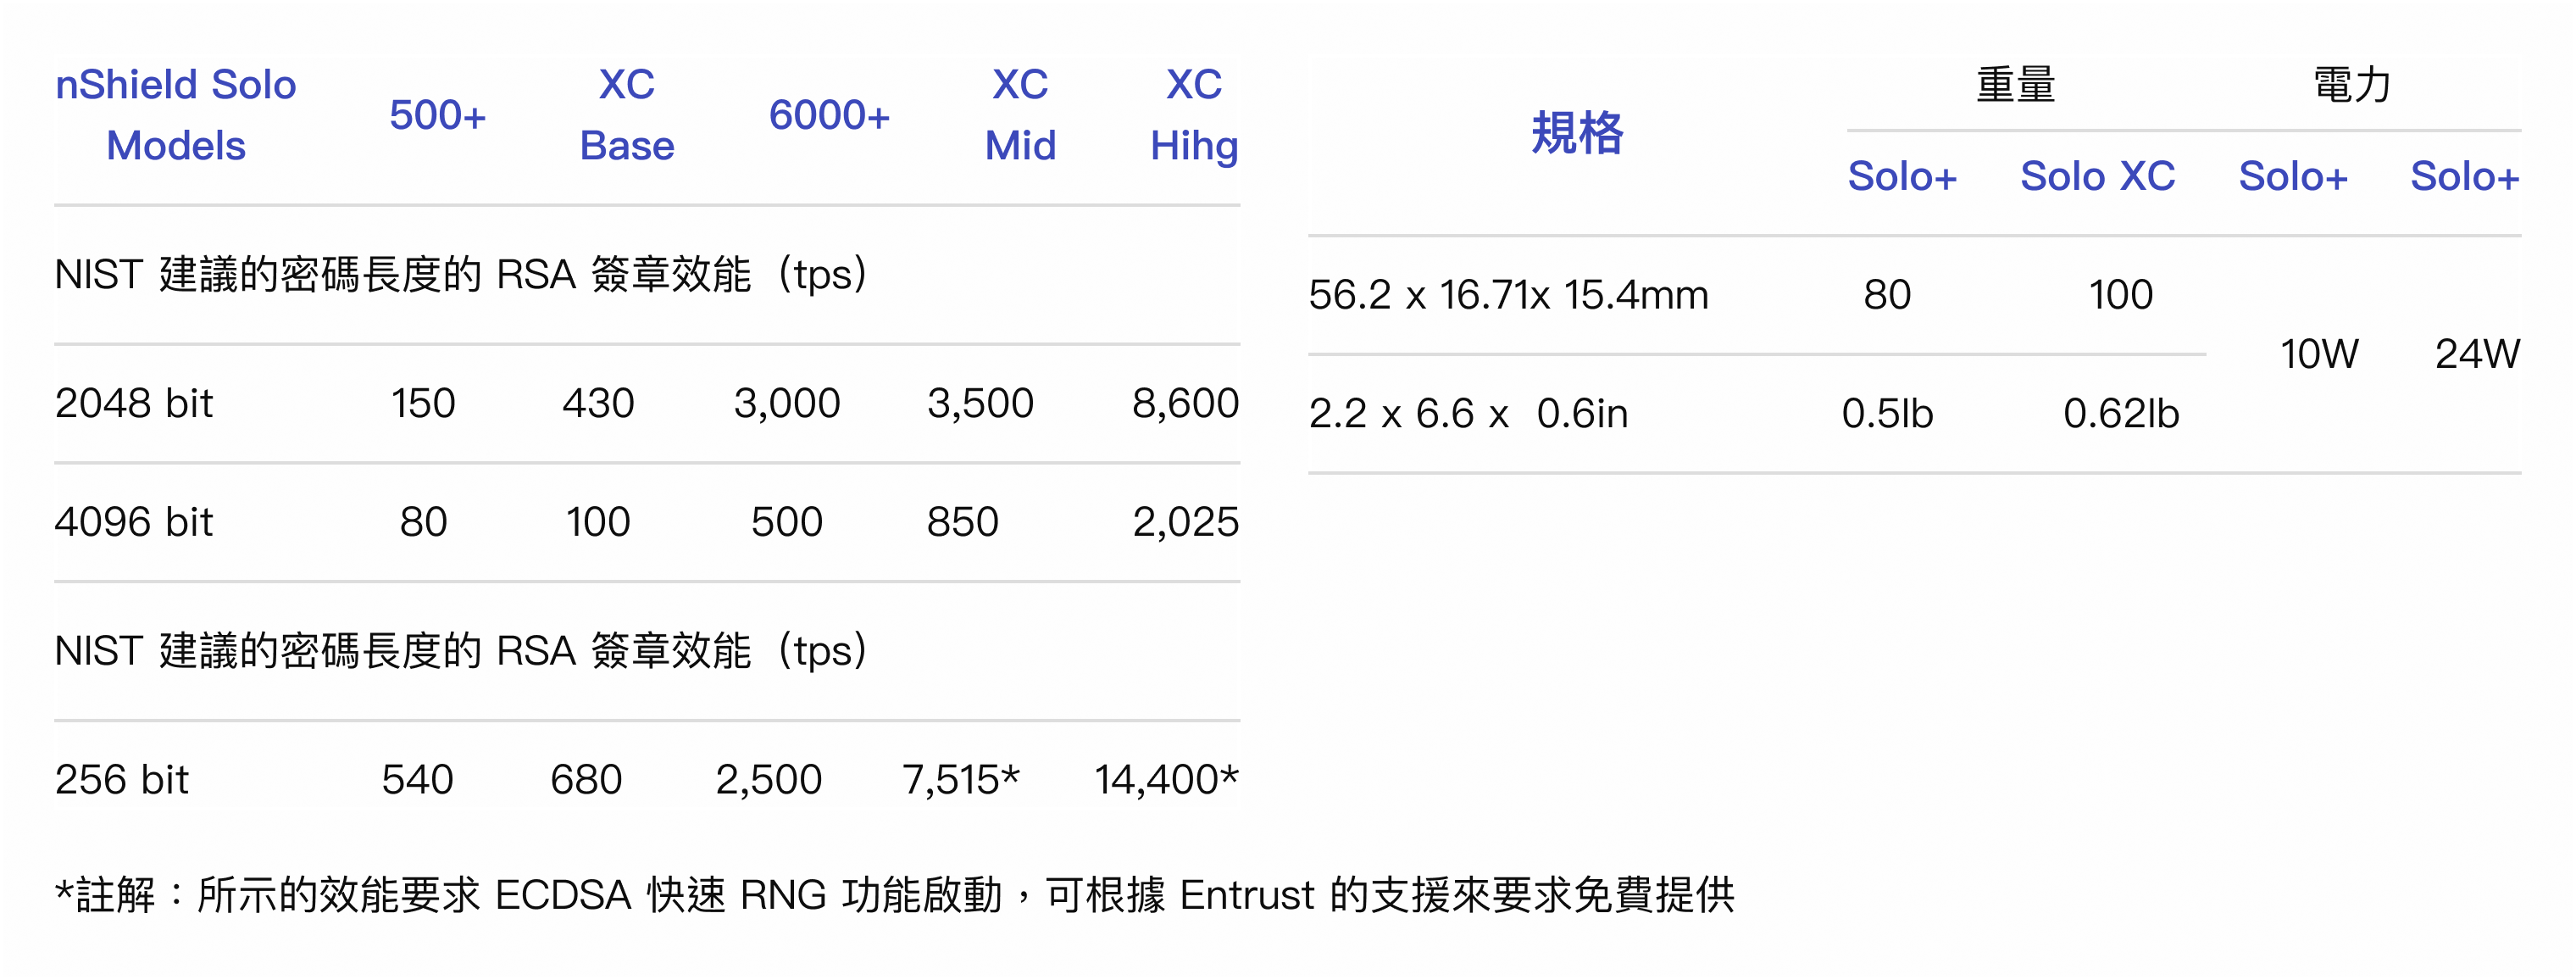 nShield Solo Models 500+ XC Base 6000+ XC Mid XC Hihg
NIST 建議的密碼長度的 RSA 簽章效能（tps）
2048 bit 150 430 3,000 3,500 8,600
4096 bit 80 100 500 850 2,025
NIST 建議的密碼長度的 RSA 簽章效能（tps）
256 bit 540 680 2,500 7,515* 14,400*
規格 重量 電力
Solo+ Solo XC Solo+ Solo+
56.2 x 16.71x 15.4mm 80 100
10W 24W
2.2 x 6.6 x 0.6in 0.5lb 0.62lb
*註解：所示的效能要求 ECDSA 快速 RNG 功能啟動，可根據 Entrust 的支援來要求免費提供